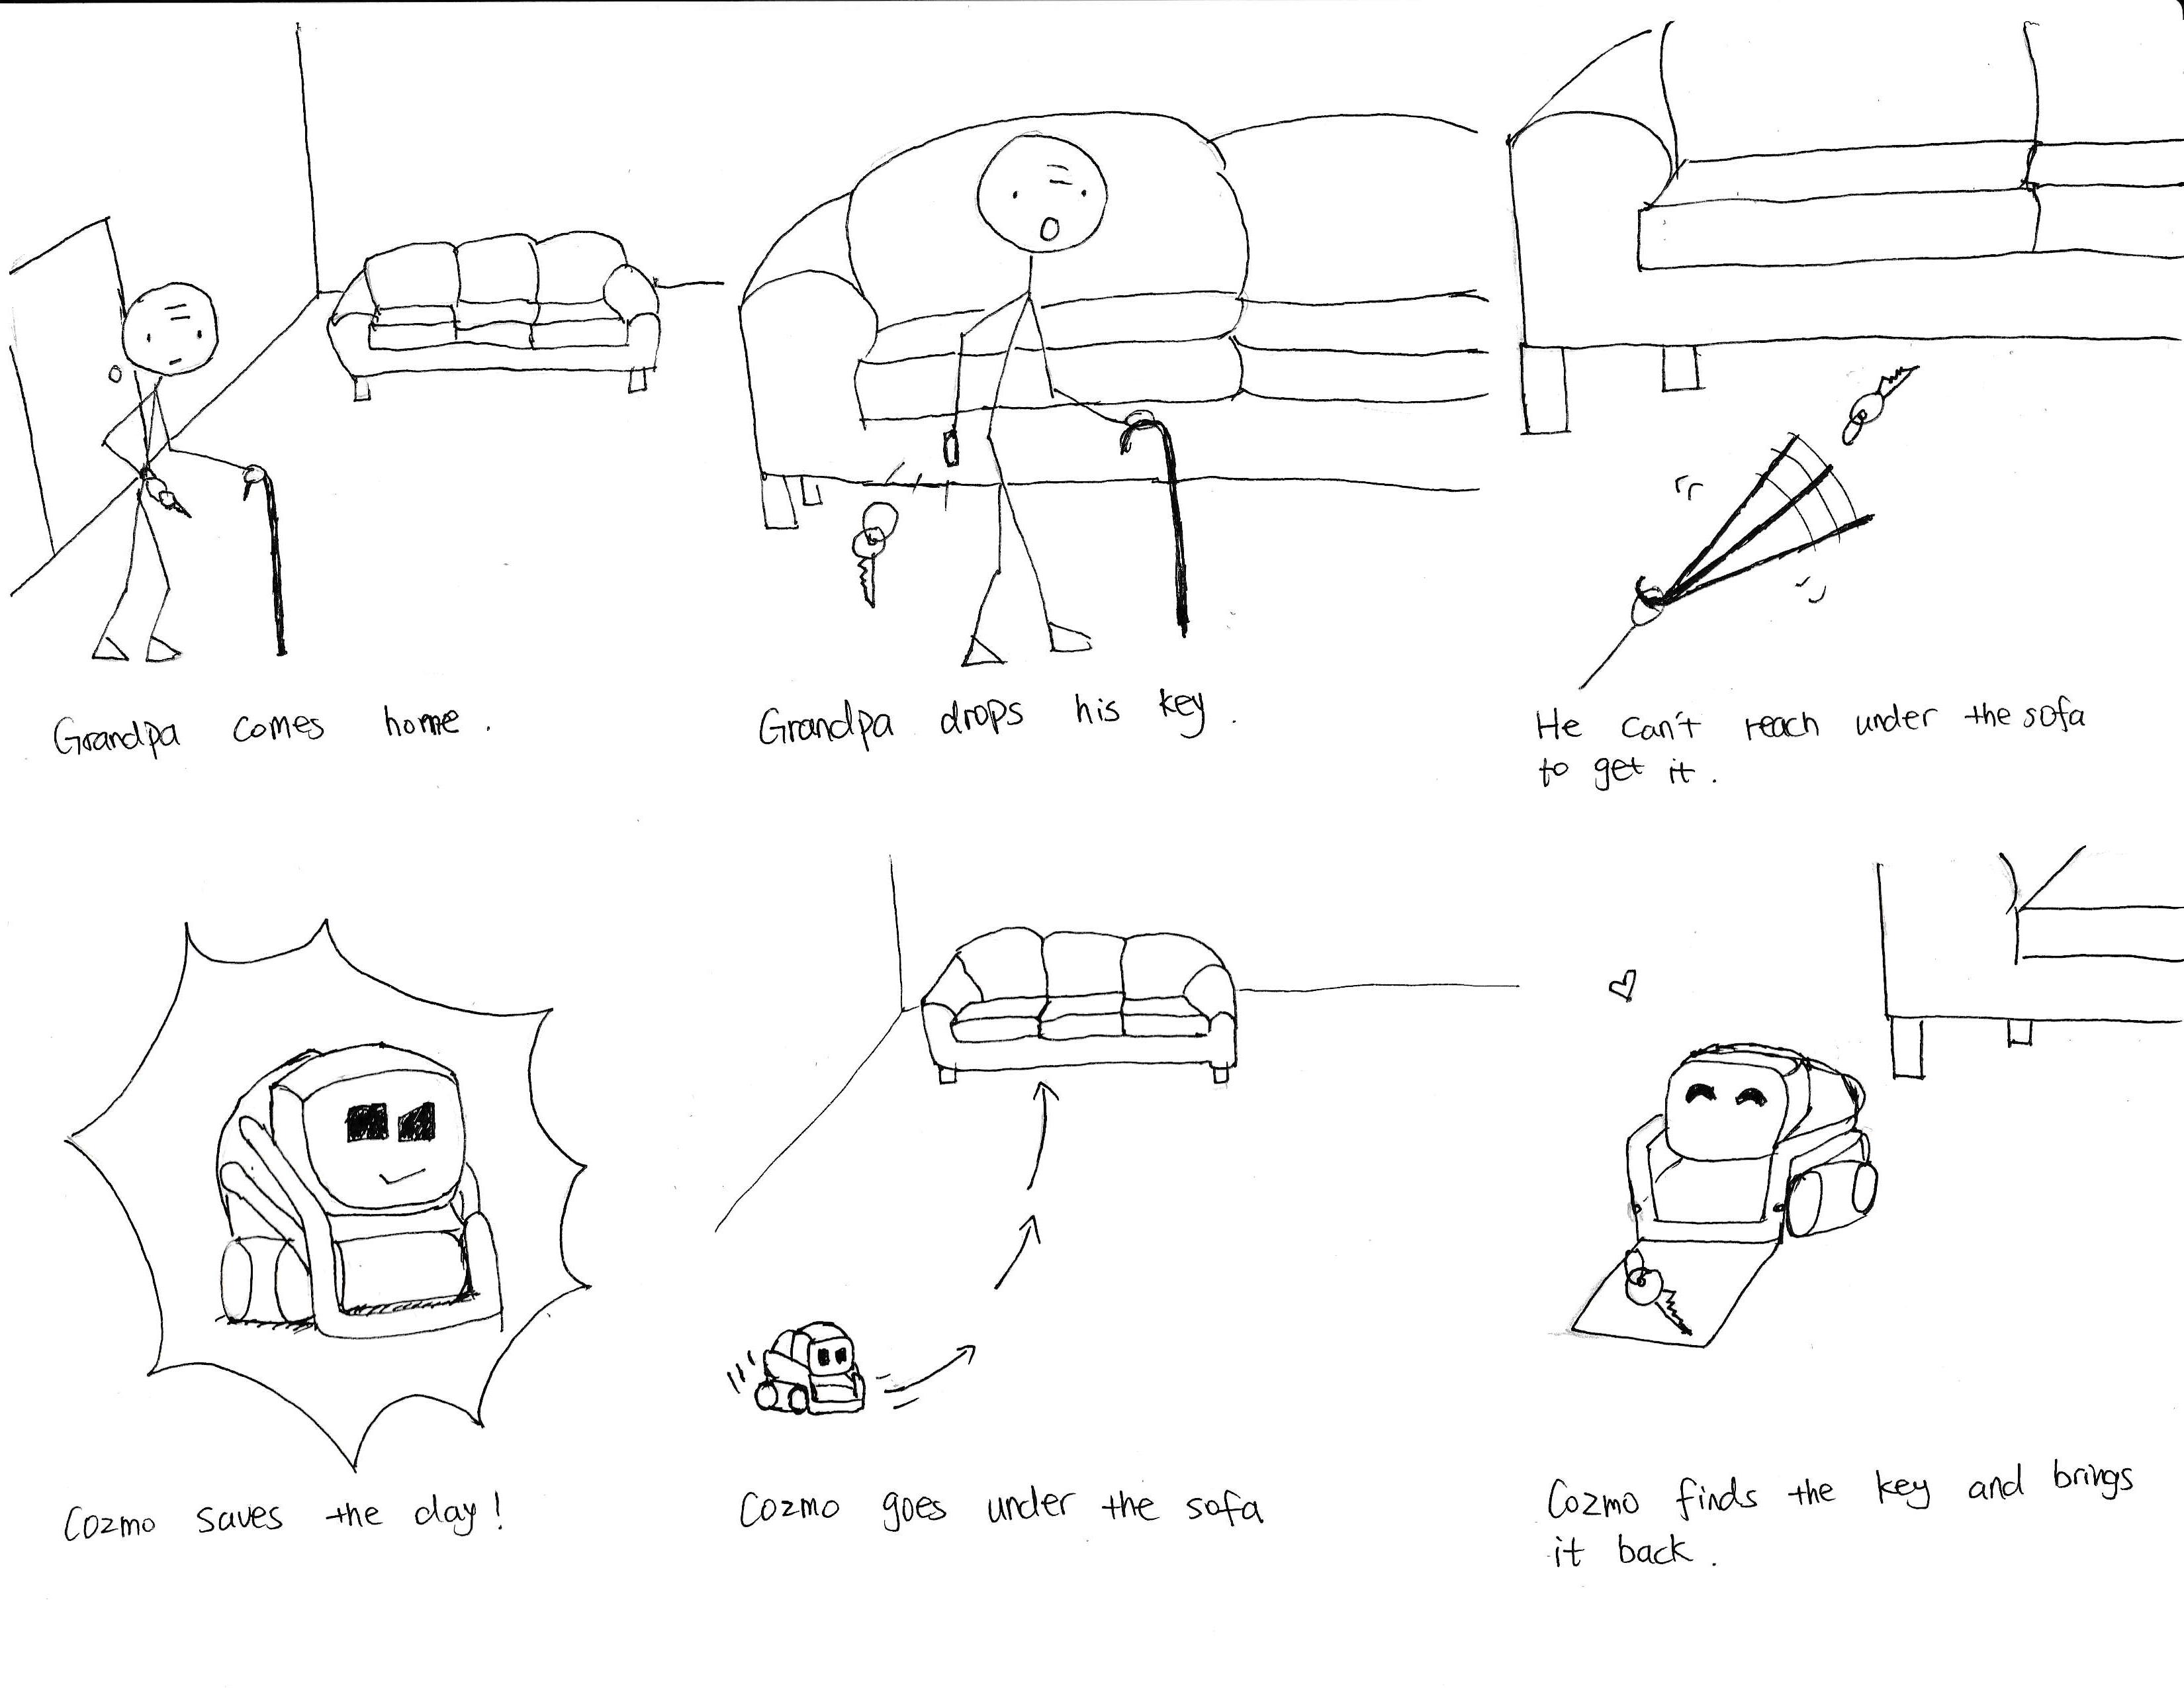 Grandpa comes home.
Grandpa drops his key.
He can't reach under the sofa
to get it.
Cozmo saves the day!
Cozmo goes under the sofa
Cozmo finds the key and brings
it back.